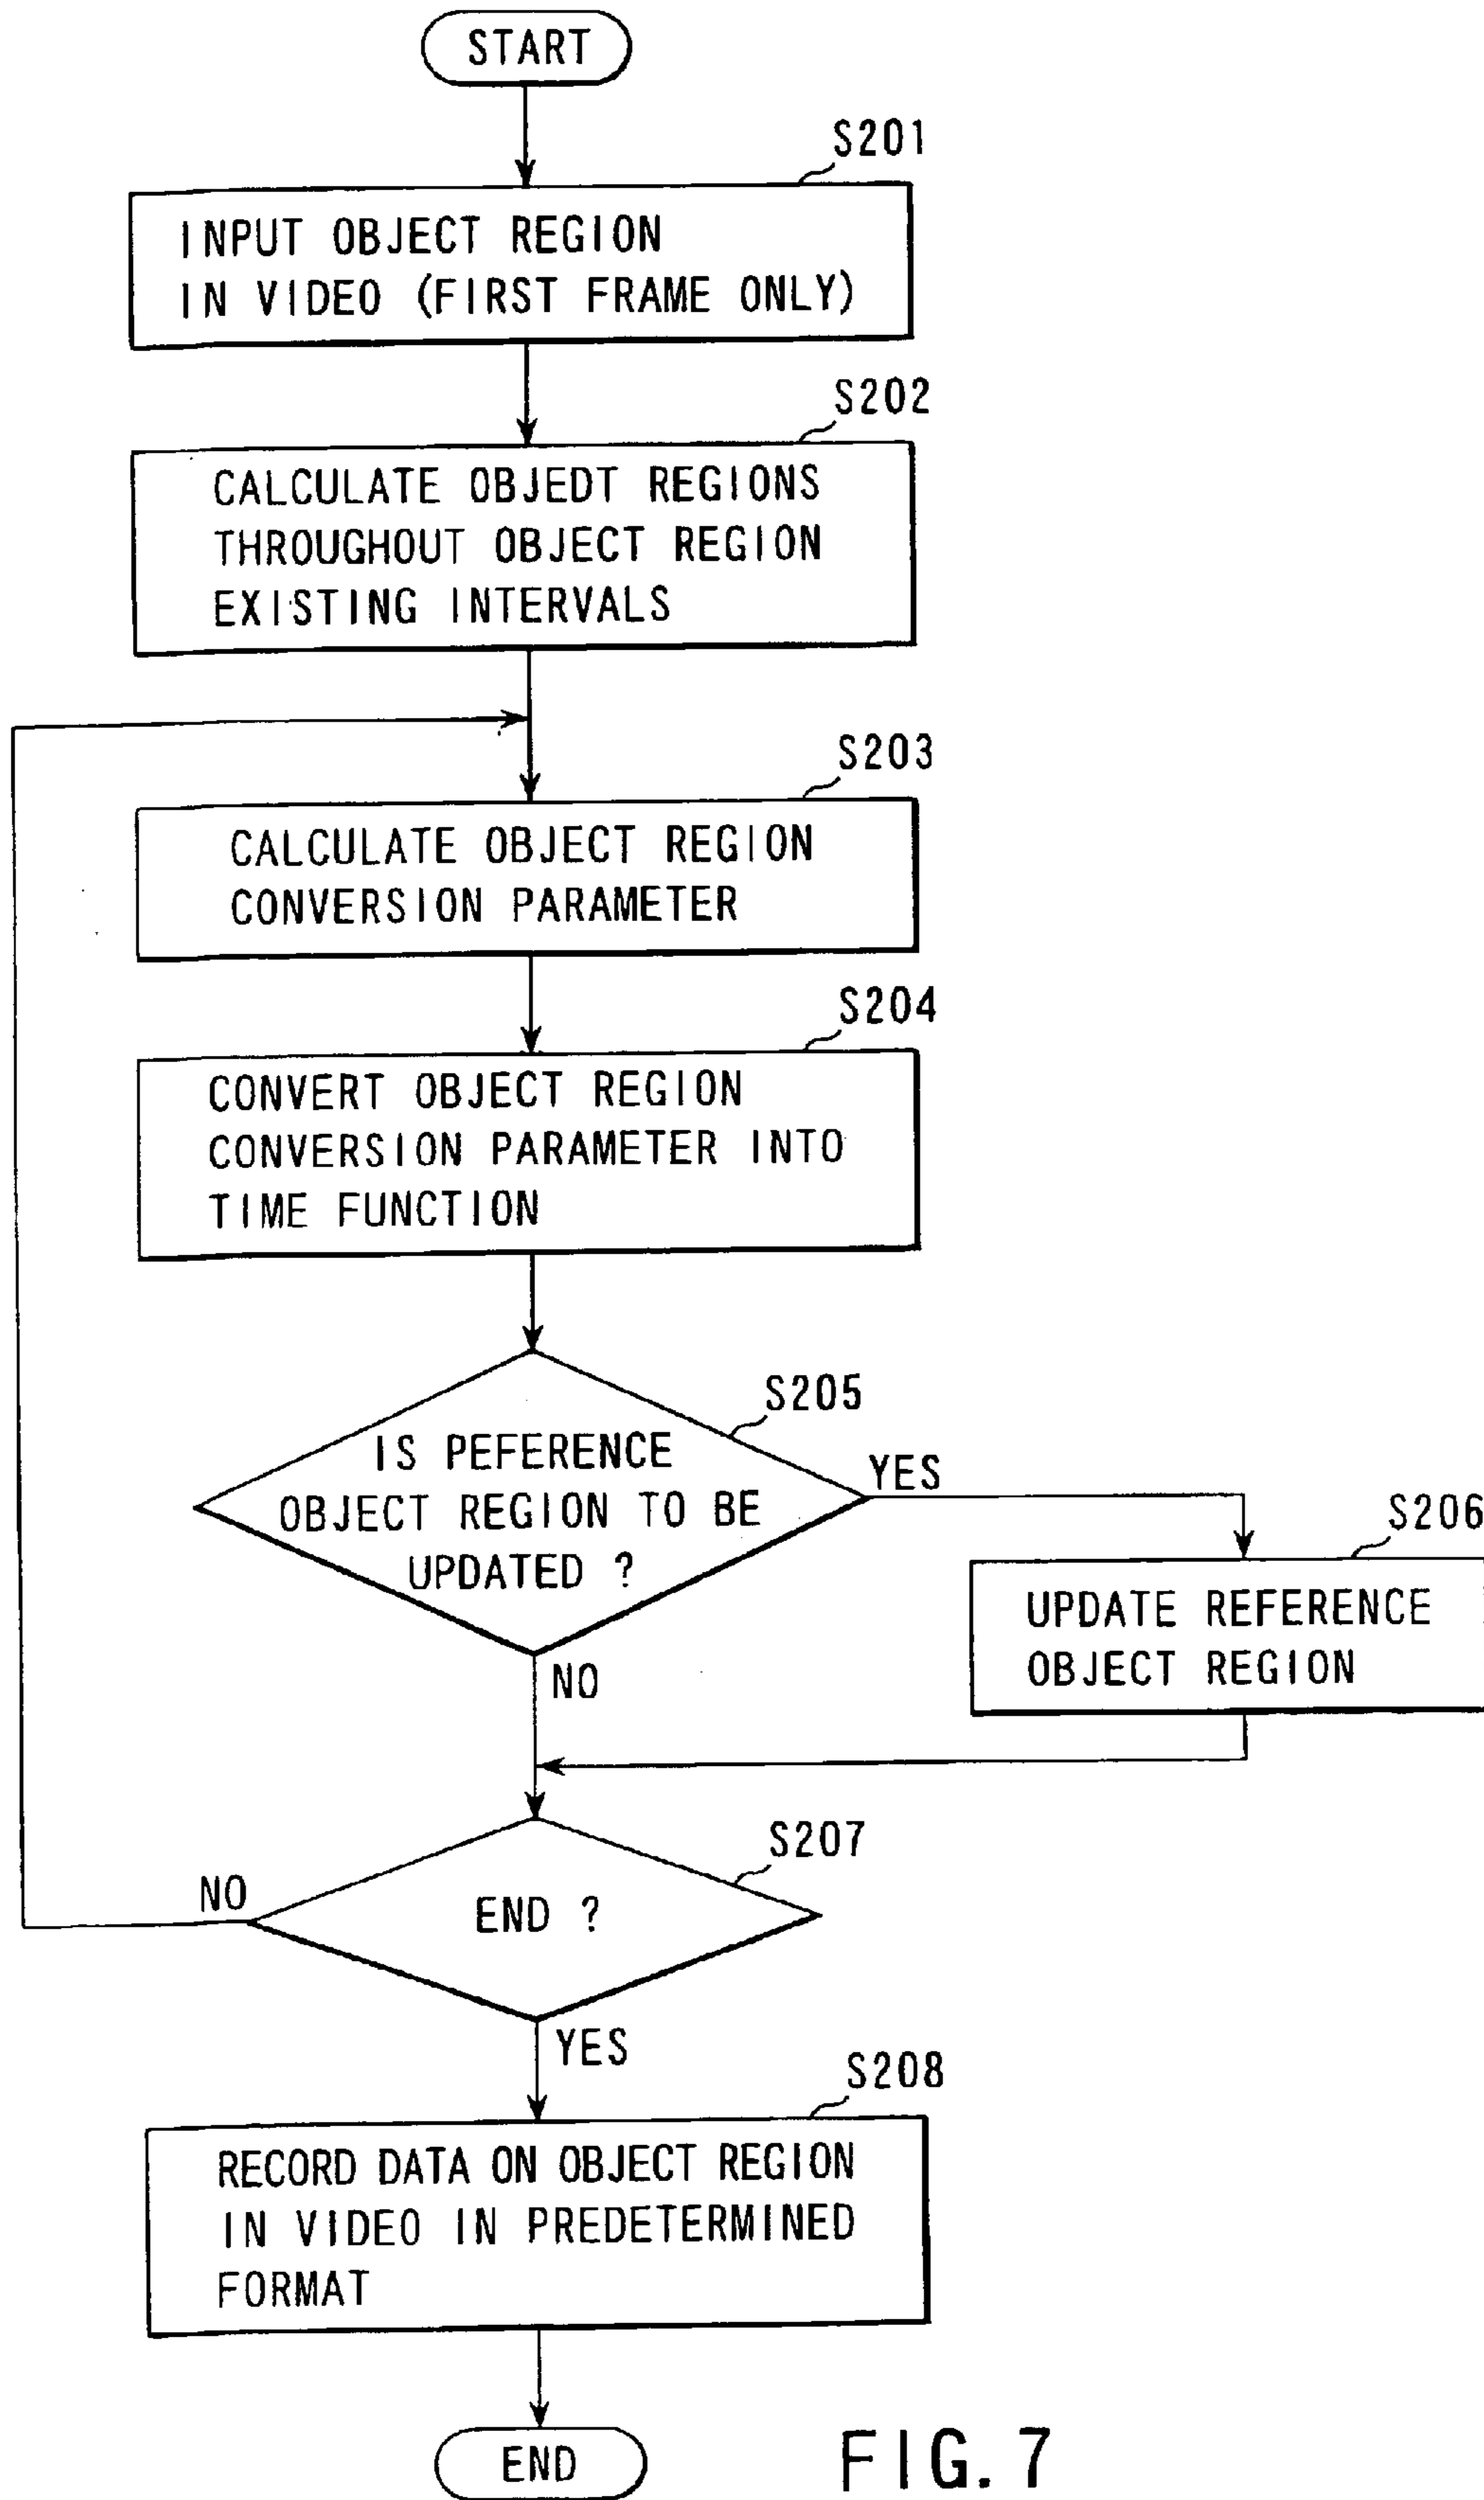 START
S201
INPUT OBJECT REGION
IN VIDEO (FIRST FRAME ONLY)
S202
CALCULATE OBJEDT REGIONS
THROUGHOUT OBJECT REGION
EXISTING INTERVALS
S203
CALCULATE OBJECT REGION
CONVERSION PARAMETER
S204
CONVERT OBJECT REGION
CONVERSION PARAMETER INTO
TIME FUNCTION
S205
IS PEFERENCE
OBJECT REGION TO BE
UPDATED ?
YES
S206
UPDATE REFERENCE
OBJECT REGION
NO
S207
NO
END ?
YES
S208
RECORD DATA ON OBJECT REGION
IN VIDEO IN PREDETERMINED
FORMAT
END
FIG. 7